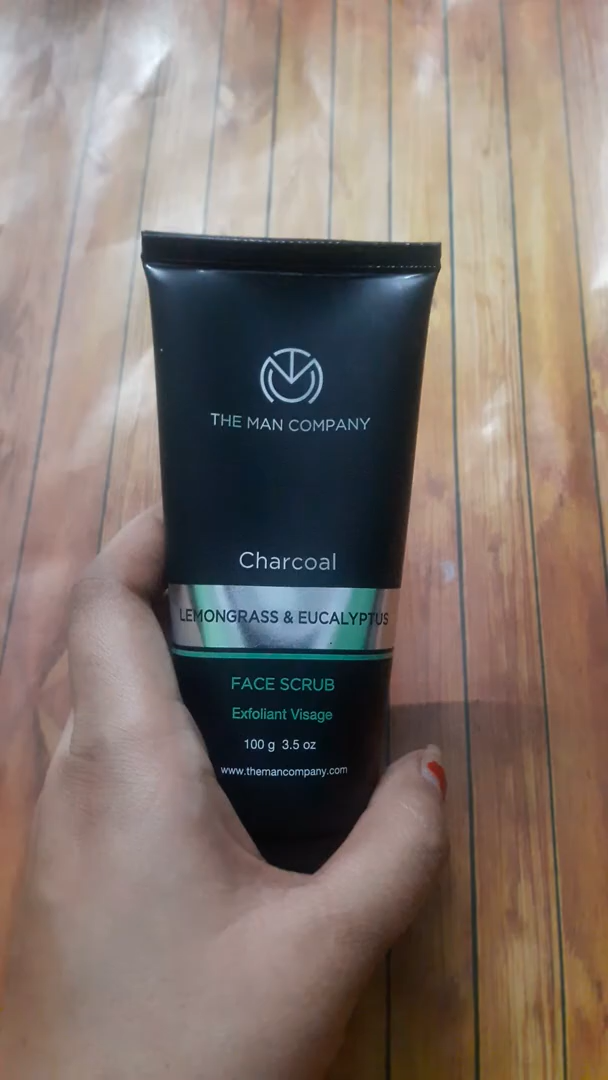 THE MAN COMPANY
Charcoal
LEMONGRASS & EUCALYPTUS
FACE SCRUB
Exfoliant Visage
100 g 3.5 oz
www.themancompany.com